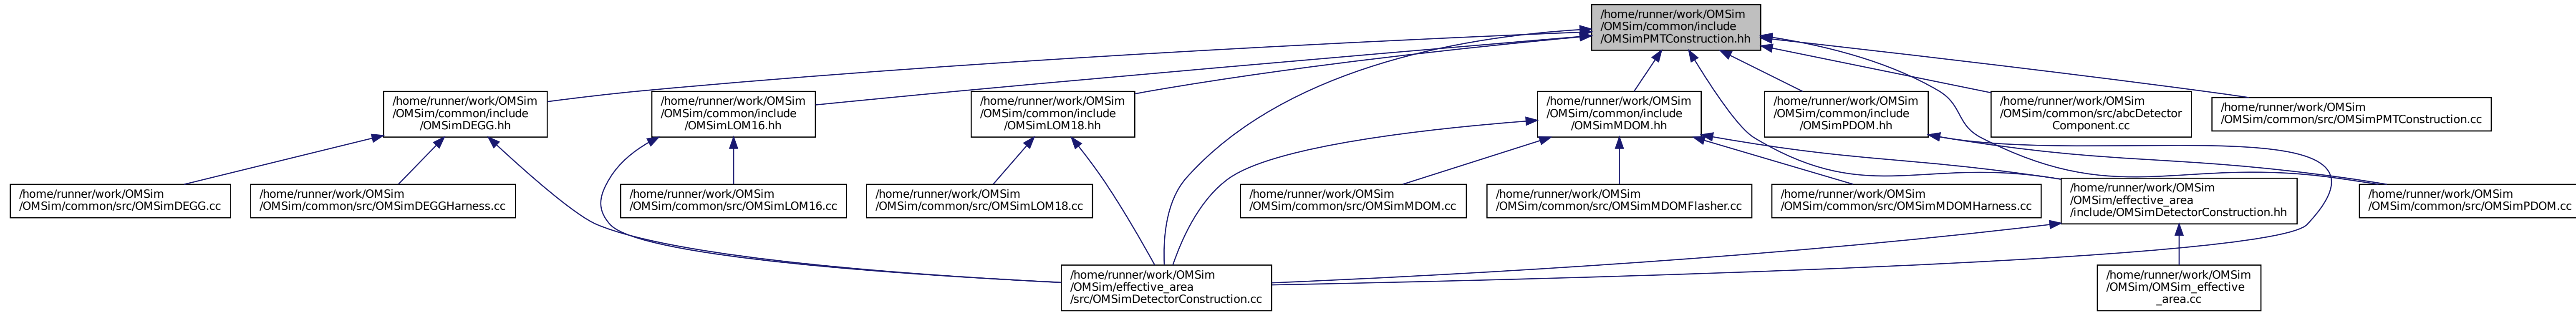 /home/runner/work/OMSim
/OMSim/common/include
/OMSimPMTConstruction.hh
/home/runner/work/OMSim
/OMSim/common/include
/OMSimDEGG.hh
/home/runner/work/OMSim
/OMSim/common/include
/OMSimLOM16.hh
/home/runner/work/OMSim
/OMSim/common/include
/OMSimLOM18.hh
/home/runner/work/OMSim
/OMSim/common/include
/OMSimMDOM.hh
/home/runner/work/OMSim
/OMSim/common/include
/OMSimPDOM.hh
/home/runner/work/OMSim
/OMSim/common/src/abcDetector
Component.cc
/home/runner/work/OMSim
/OMSim/common/src/OMSimPMTConstruction.cc
/home/runner/work/OMSim
/OMSim/common/src/OMSimDEGG.cc
/home/runner/work/OMSim
/OMSim/common/src/OMSimDEGGHarness.cc
/home/runner/work/OMSim
/OMSim/common/src/OMSimLOM16.cc
/home/runner/work/OMSim
/OMSim/common/src/OMSimLOM18.cc
/home/runner/work/OMSim
/OMSim/common/src/OMSimMDOM.cc
/home/runner/work/OMSim
/OMSim/common/src/OMSimMDOMFlasher.cc
/home/runner/work/OMSim
/OMSim/common/src/OMSimMDOMHarness.cc
/home/runner/work/OMSim
/OMSim/effective_area
/include/OMSimDetectorConstruction.hh
/home/runner/work/OMSim
/OMSim/common/src/OMSimPDOM.cc
/home/runner/work/OMSim
/OMSim/effective_area
/src/OMSimDetectorConstruction.cc
/home/runner/work/OMSim
/OMSim/OMSim_effective
_area.cc